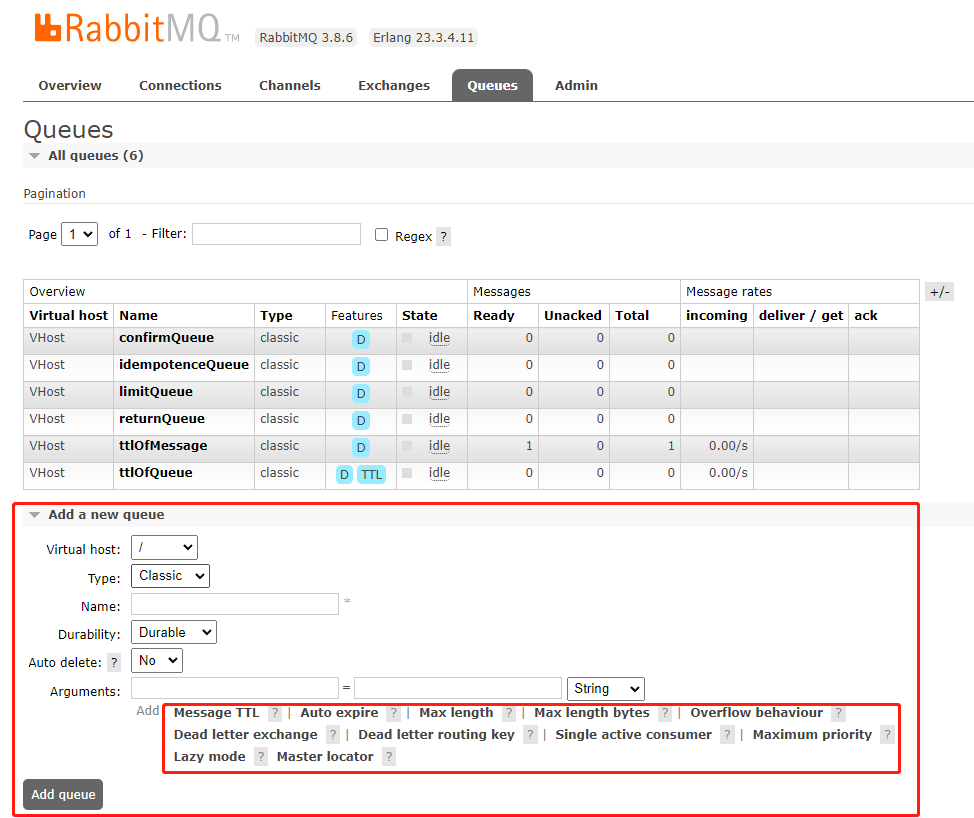 RabbitMQ TM RabbitMQ 3.8.6 Erlang 23.3.4.11
Overview Connections Channels Exchanges Queues Admin
Queues
All queues (6)
Pagination
Page 1 of 1 - Filter: Regex ?
Overview Messages Message rates +/-
Virtual host Name Type Features State Ready Unacked Total incoming deliver / get ack
VHost confirmQueue classic D idle 0 0 0
VHost idempotenceQueue classic D idle 0 0 0
VHost limitQueue classic D idle 0 0 0
VHost returnQueue classic D idle 0 0 0
VHost ttlOfMessage classic D idle 1 0 1 0.00/s
VHost ttlOfQueue classic D TTL idle 0 0 0 0.00/s
Add a new queue
Virtual host: /
Type: Classic
Name: *
Durability: Durable
Auto delete: ? No
Arguments: = String
Add Message TTL ? | Auto expire ? | Max length ? | Max length bytes ? | Overflow behaviour ?
Dead letter exchange ? | Dead letter routing key ? | Single active consumer ? | Maximum priority ?
Lazy mode ? Master locator ?
Add queue